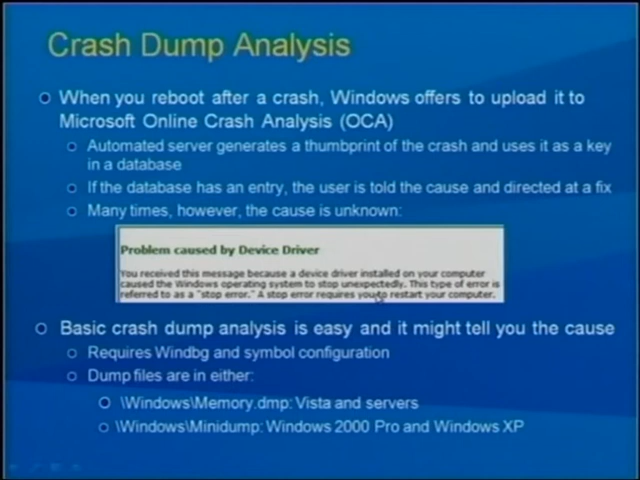 Crash Dump Analysis
When you reboot after a crash, Windows offers to upload it to
Microsoft Online Crash Analysis (OCA)
Automated server generates a thumbprint of the crash and uses it as a key
in a database
If the database has an entry, the user is told the cause and directed at a fix
Many times, however, the cause is unknown:
Problem caused by Device Driver
You received this message because a device driver installed on your computer
caused the Windows operating system to stop unexpectedly. This type of error is
referred to as a "stop error." A stop error requires you to restart your computer.
Basic crash dump analysis is easy and it might tell you the cause
Requires Windbg and symbol configuration
Dump files are in either:
\Windows\Memory.dmp: Vista and servers
\Windows\Minidump: Windows 2000 Pro and Windows XP